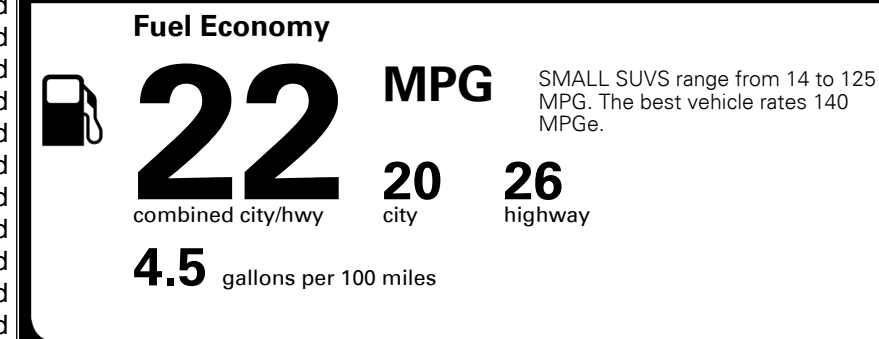 d
d
d
d
d
d
d
d
d
d
d
Fuel Economy
22
MPG
SMALL SUVS range from 14 to 125
MPG. The best vehicle rates 140
MPGe.
combined city/hwy
20
city
26
highway
4.5 gallons per 100 miles